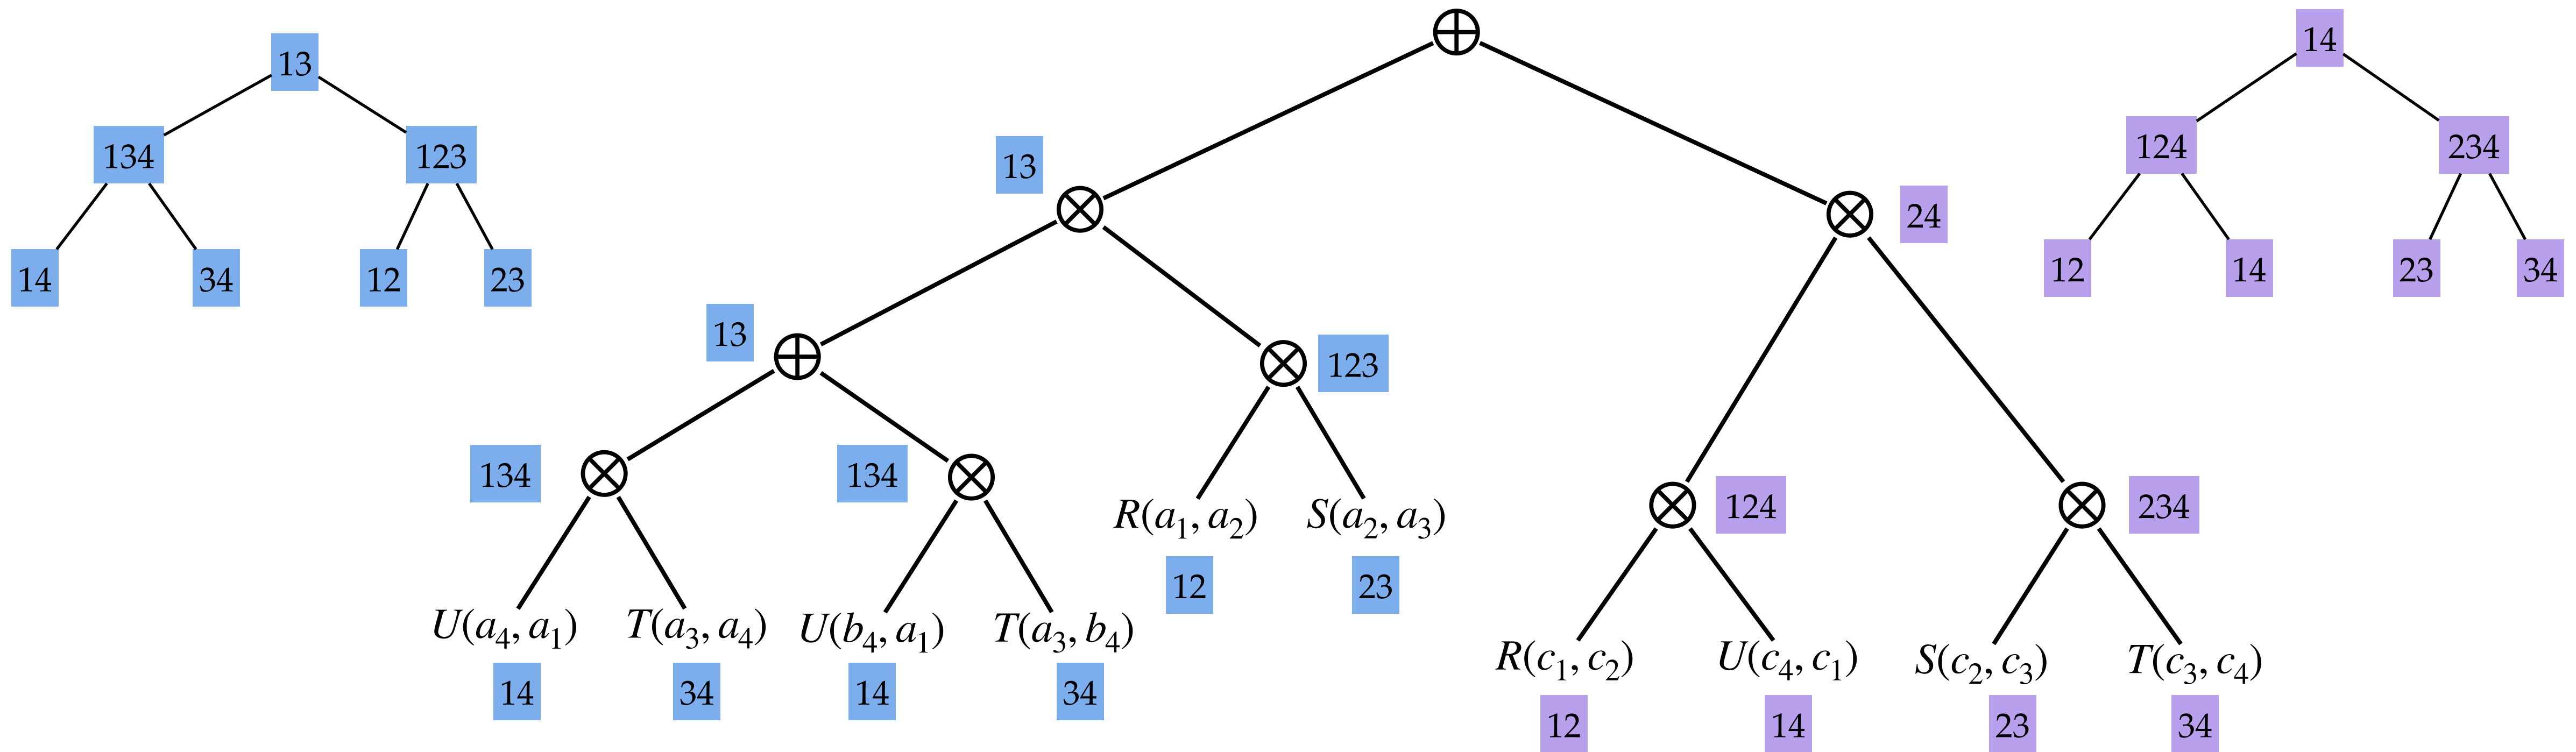 13
134 123
14 34 12 23
⊕
13 ⊗
⊗ 24
13 ⊕
⊗ 123
134 ⊗ 134 ⊗
⊗ 124 ⊗ 234
R(a₁, a₂) S(a₂, a₃)
12 23
U(a₄, a₁) T(a₃, a₄) U(b₄, a₁) T(a₃, b₄)
14 34 14 34
R(c₁, c₂) U(c₄, c₁) S(c₂, c₃) T(c₃, c₄)
12 14 23 34
14
124 234
12 14 23 34